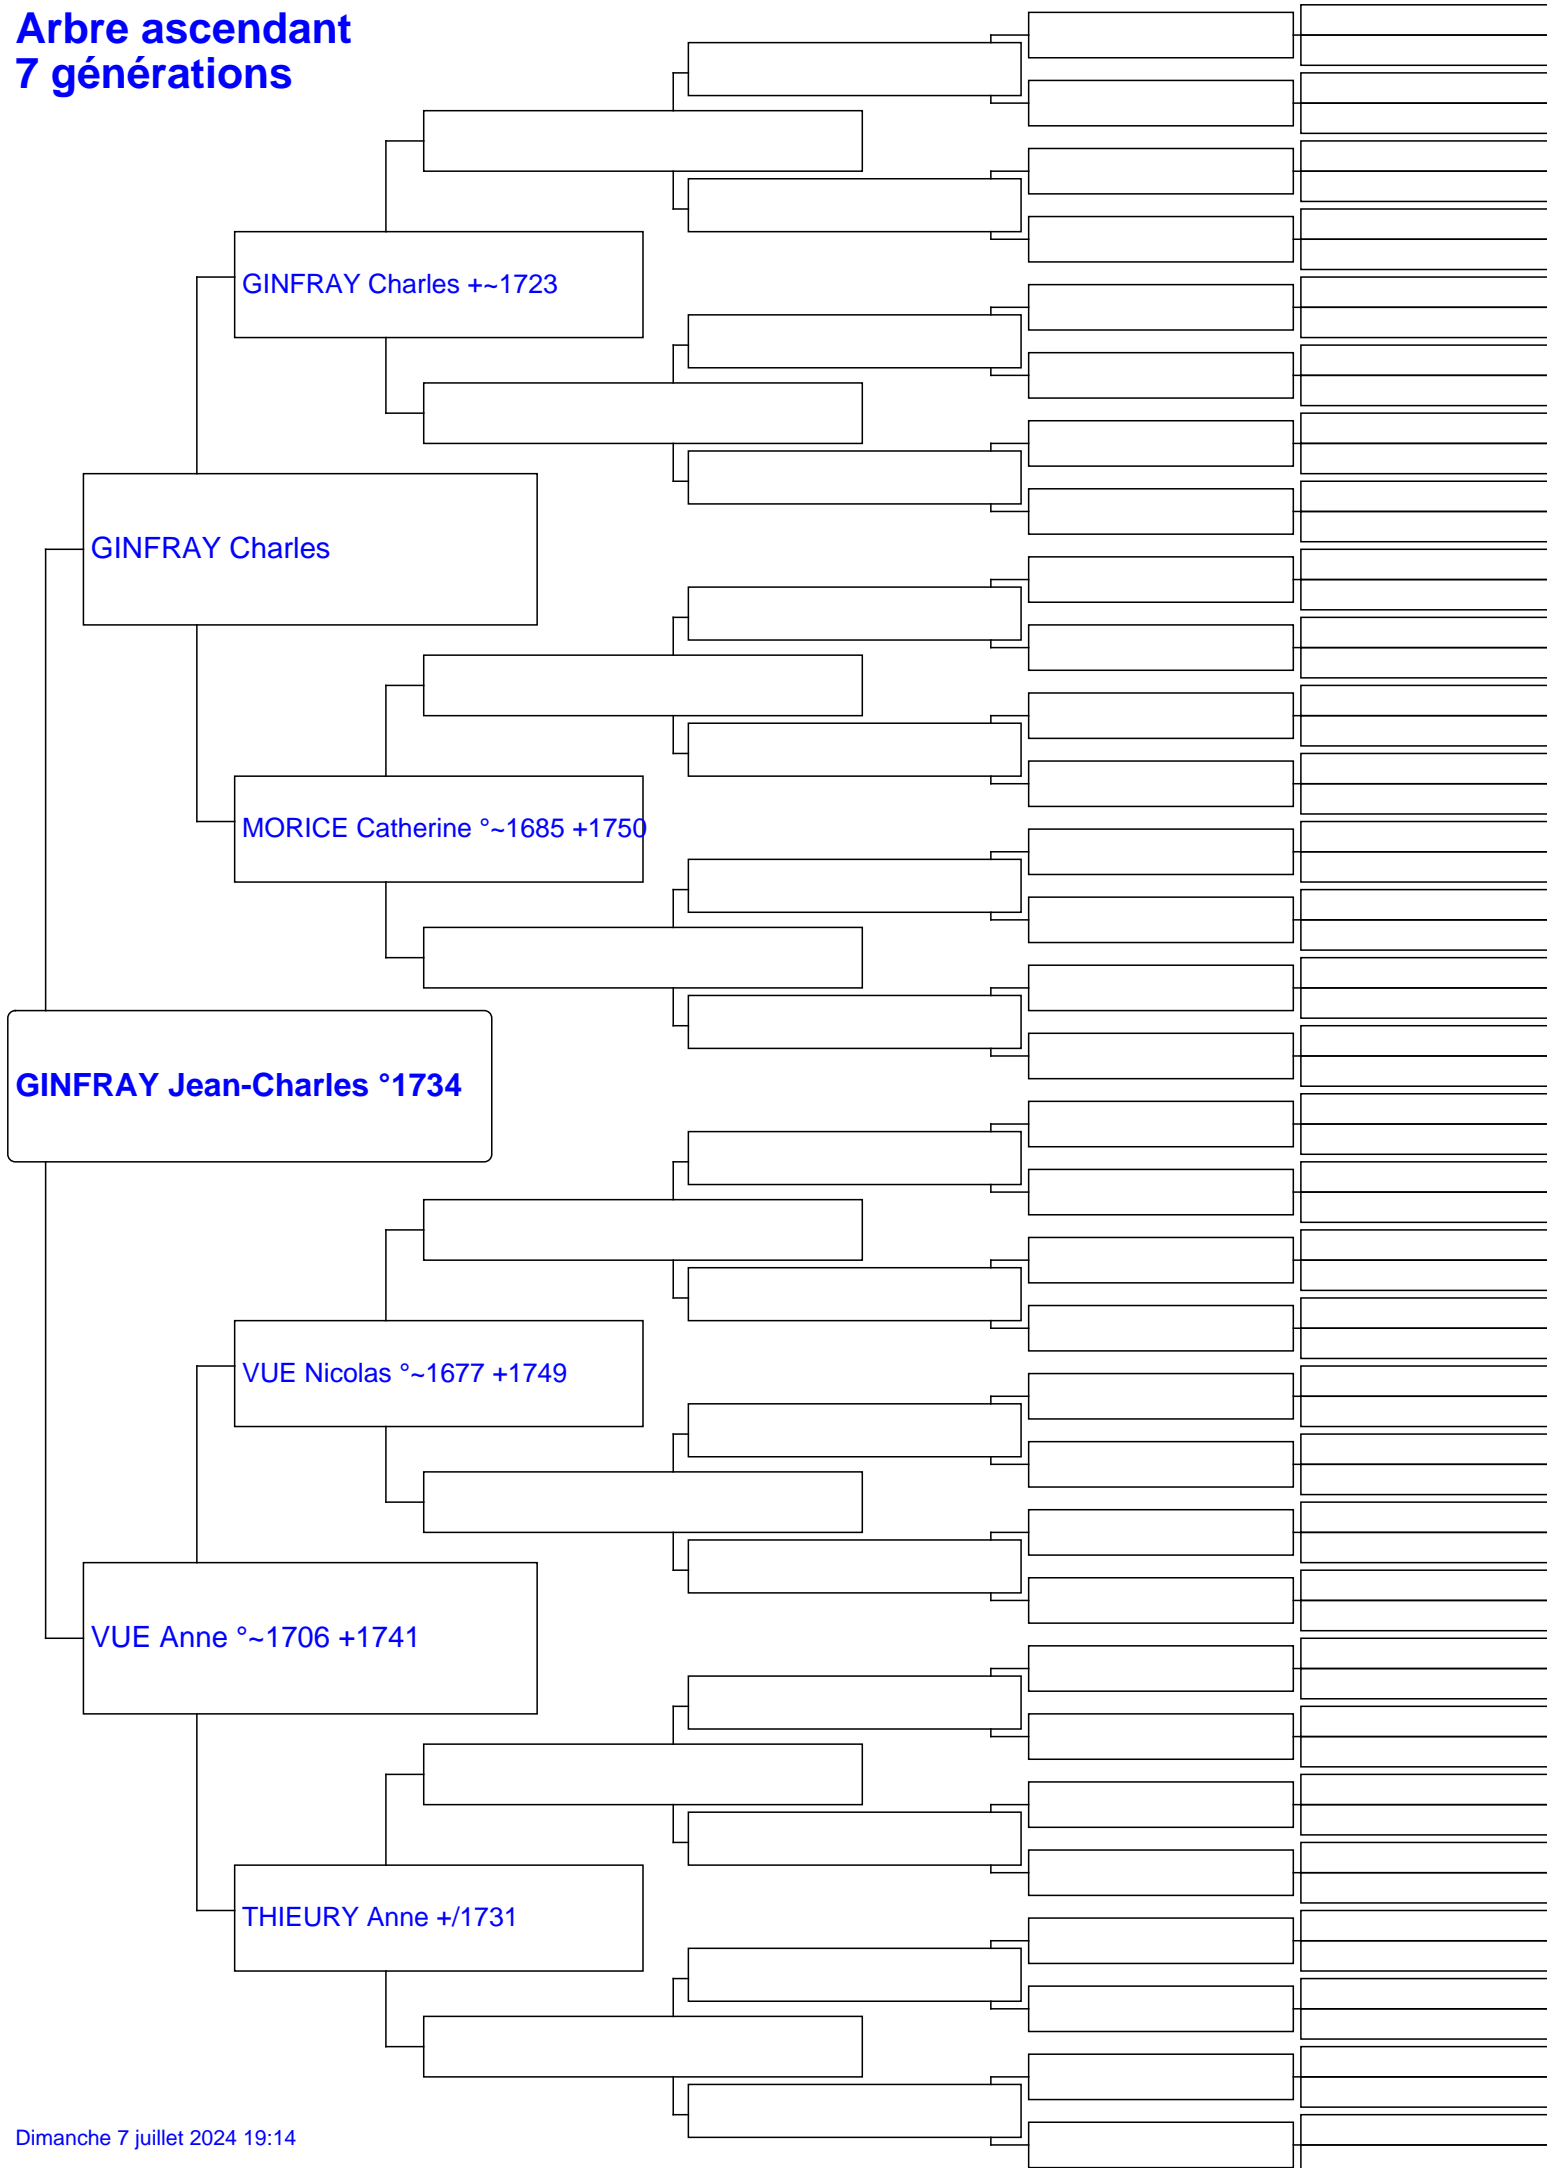 Arbre ascendant
7 générations
GINFRAY Charles +~1723
GINFRAY Charles
MORICE Catherine °~1685 +1750
GINFRAY Jean-Charles °1734
VUE Nicolas °~1677 +1749
VUE Anne °~1706 +1741
THIEURY Anne +/1731
Dimanche 7 juillet 2024 19:14